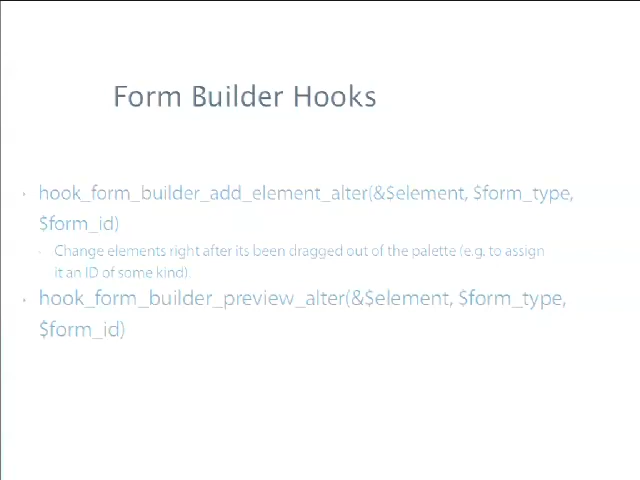 Form Builder Hooks
hook_form_builder_add_element_alter(&$element, $form_type,
$form_id)
Change elements right after its been dragged out of the palette (e.g. to assign
it an ID of some kind).
hook_form_builder_preview_alter(&$element, $form_type,
$form_id)